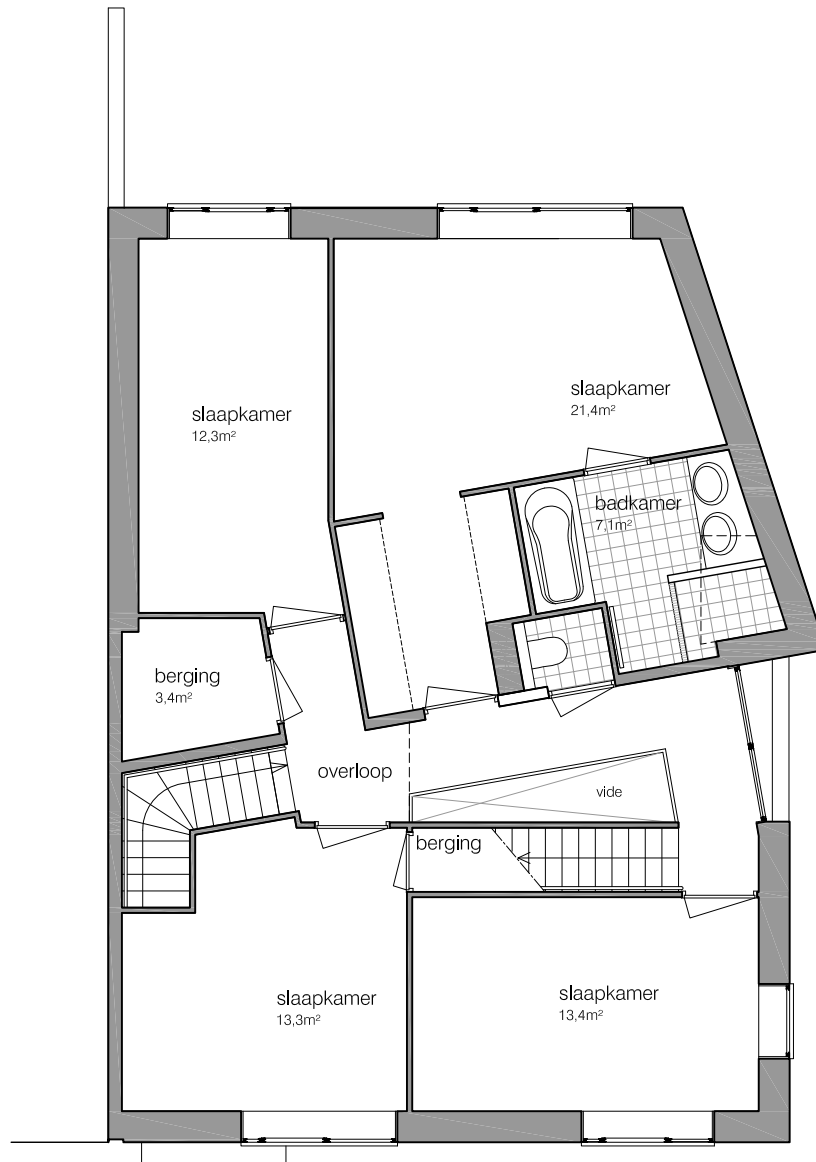 slaapkamer
21,4m²
slaapkamer
12,3m²
badkamer
7,1m²
berging
3,4m²
overloop
vide
berging
slaapkamer
13,3m²
slaapkamer
13,4m²